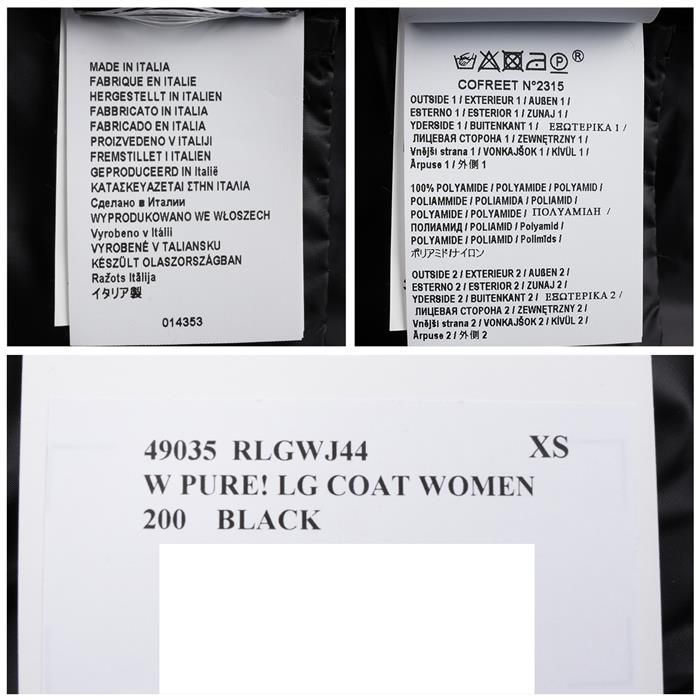 MADE IN ITALIA
FABRIQUE EN ITALIE
HERGESTELLT IN ITALIEN
FABBRICATO IN ITALIA
FABRICADO EN ITALIA
PROIZVEDENO V ITALIJI
FREMSTILLET I ITALIEN
GEPRODUCEERD IN Italië
ΚΑΤΑΣΚΕΥΑΖΕΤΑΙ ΣΤΗΝ ΙΤΑΛΙΑ
Сделано в Италии
WYPRODUKOWANO WE WŁOSZECH
Vyrobeno v Itálii
VYROBENÉ V TALIANSKU
KÉSZÜLT OLASZORSZÁGBAN
Ražots Itālija
イタリア製
014353
COFREET N°2315
OUTSIDE 1 / EXTERIEUR 1 / AUßEN 1 /
ESTERNO 1 / EXTERIOR 1 / ZUNAJ 1 /
YDERSIDE 1 / BUITENKANT 1 / ΕΞΩΤΕΡΙΚΑ 1 /
ЛИЦЕВАЯ СТОРОНА 1 / ZEWNĘTRZNY 1 /
Vnější strana 1 / VONKAJŠOK 1 / KÍVÜL 1 /
Ārpuse 1 / 外側 1
100% POLYAMIDE / POLYAMIDE / POLYAMID /
POLIAMMIDE / POLIAMIDA / POLIAMID /
POLYAMIDE / POLYAMIDE / ΠΟΛΥΑΜΙΔΗ /
ПОЛИАМИД / POLIAMID / Polyamid /
POLYAMIDE / POLIAMID / Polimīds /
ポリアミド/ナイロン
OUTSIDE 2 / EXTERIEUR 2 / AUßEN 2 /
ESTERNO 2 / EXTERIOR 2 / ZUNAJ 2 /
YDERSIDE 2 / BUITENKANT 2 / ΕΞΩΤΕΡΙΚΑ 2 /
ЛИЦЕВАЯ СТОРОНА 2 / ZEWNĘTRZNY 2 /
Vnější strana 2 / VONKAJŠOK 2 / KÍVÜL 2 /
Ārpuse 2 / 外側 2
49035 RLGWJ44 XS
W PURE! LG COAT WOMEN
200 BLACK